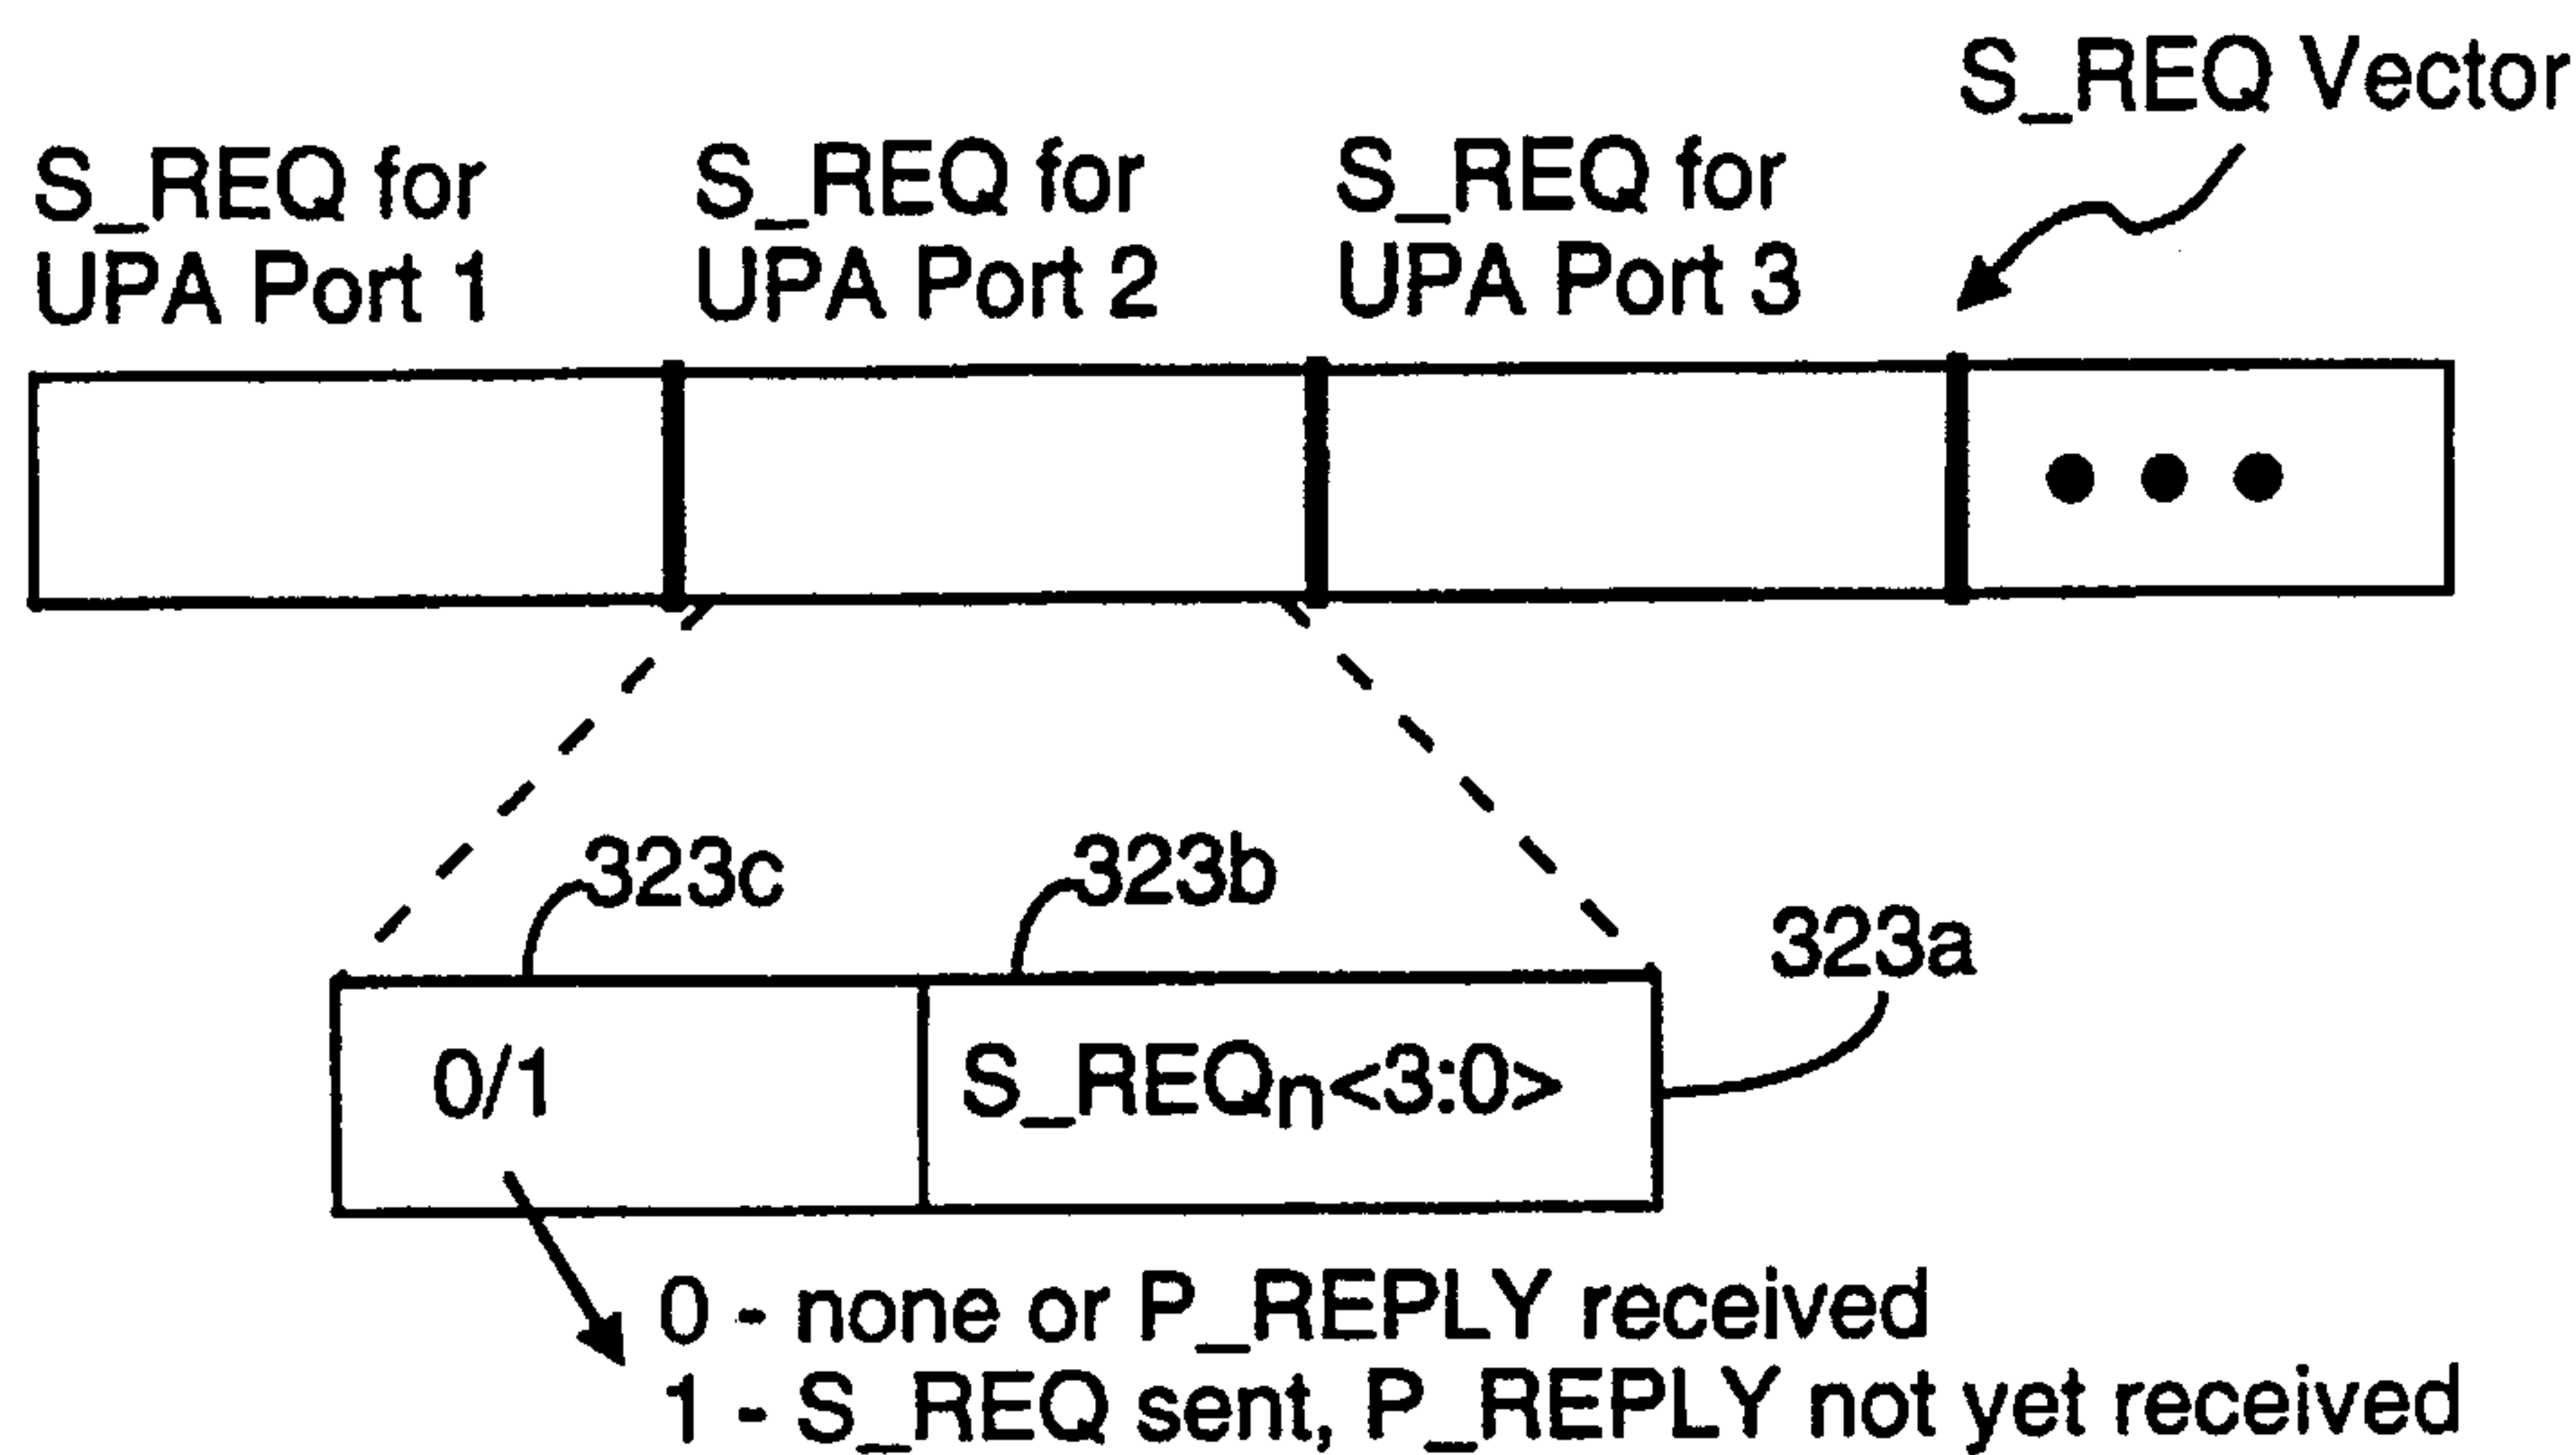 S_REQ Vector
S_REQ for
UPA Port 1
S_REQ for
UPA Port 2
S_REQ for
UPA Port 3
323c
323b
323a
0/1
S_REQn<3:0>
0 - none or P_REPLY received
1 - S_REQ sent, P_REPLY not yet received